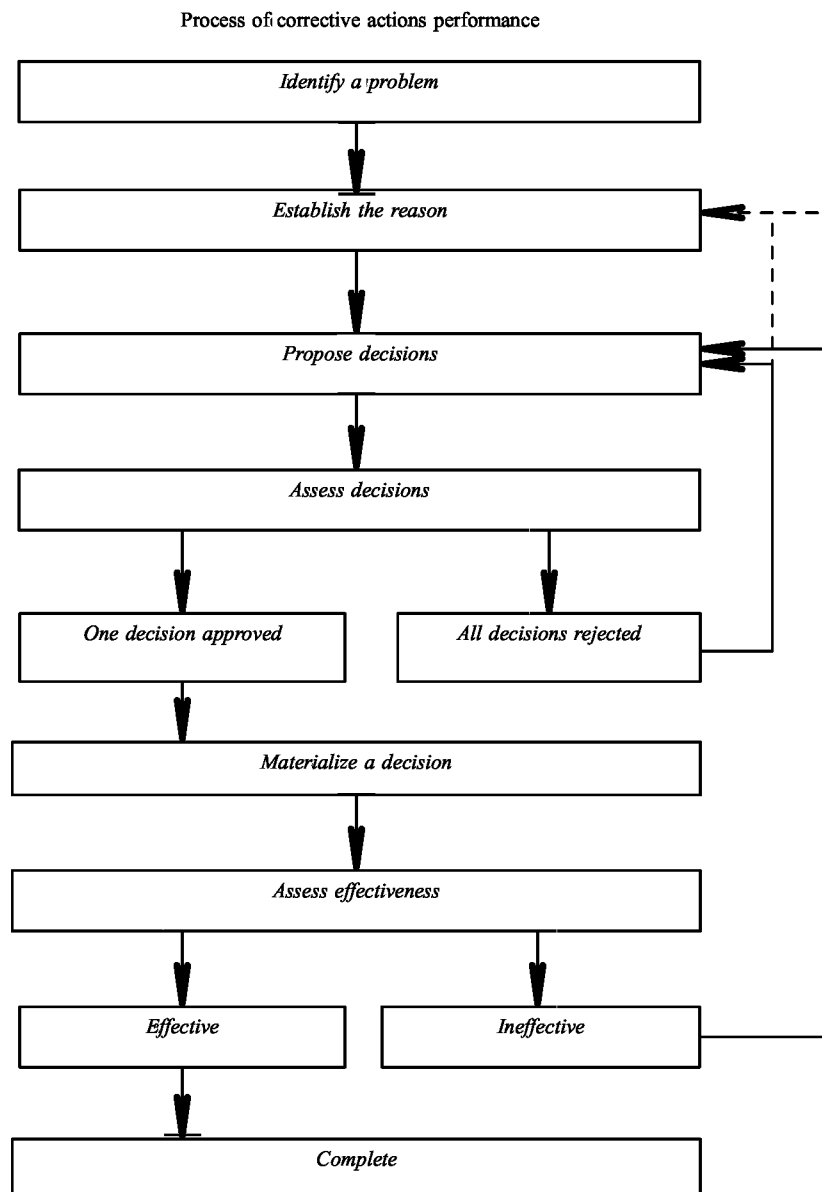 Process of corrective actions performance
Identify a problem
Establish the reason
Propose decisions
Assess decisions
One decision approved
All decisions rejected
Materialize a decision
Assess effectiveness
Effective
Ineffective
Complete